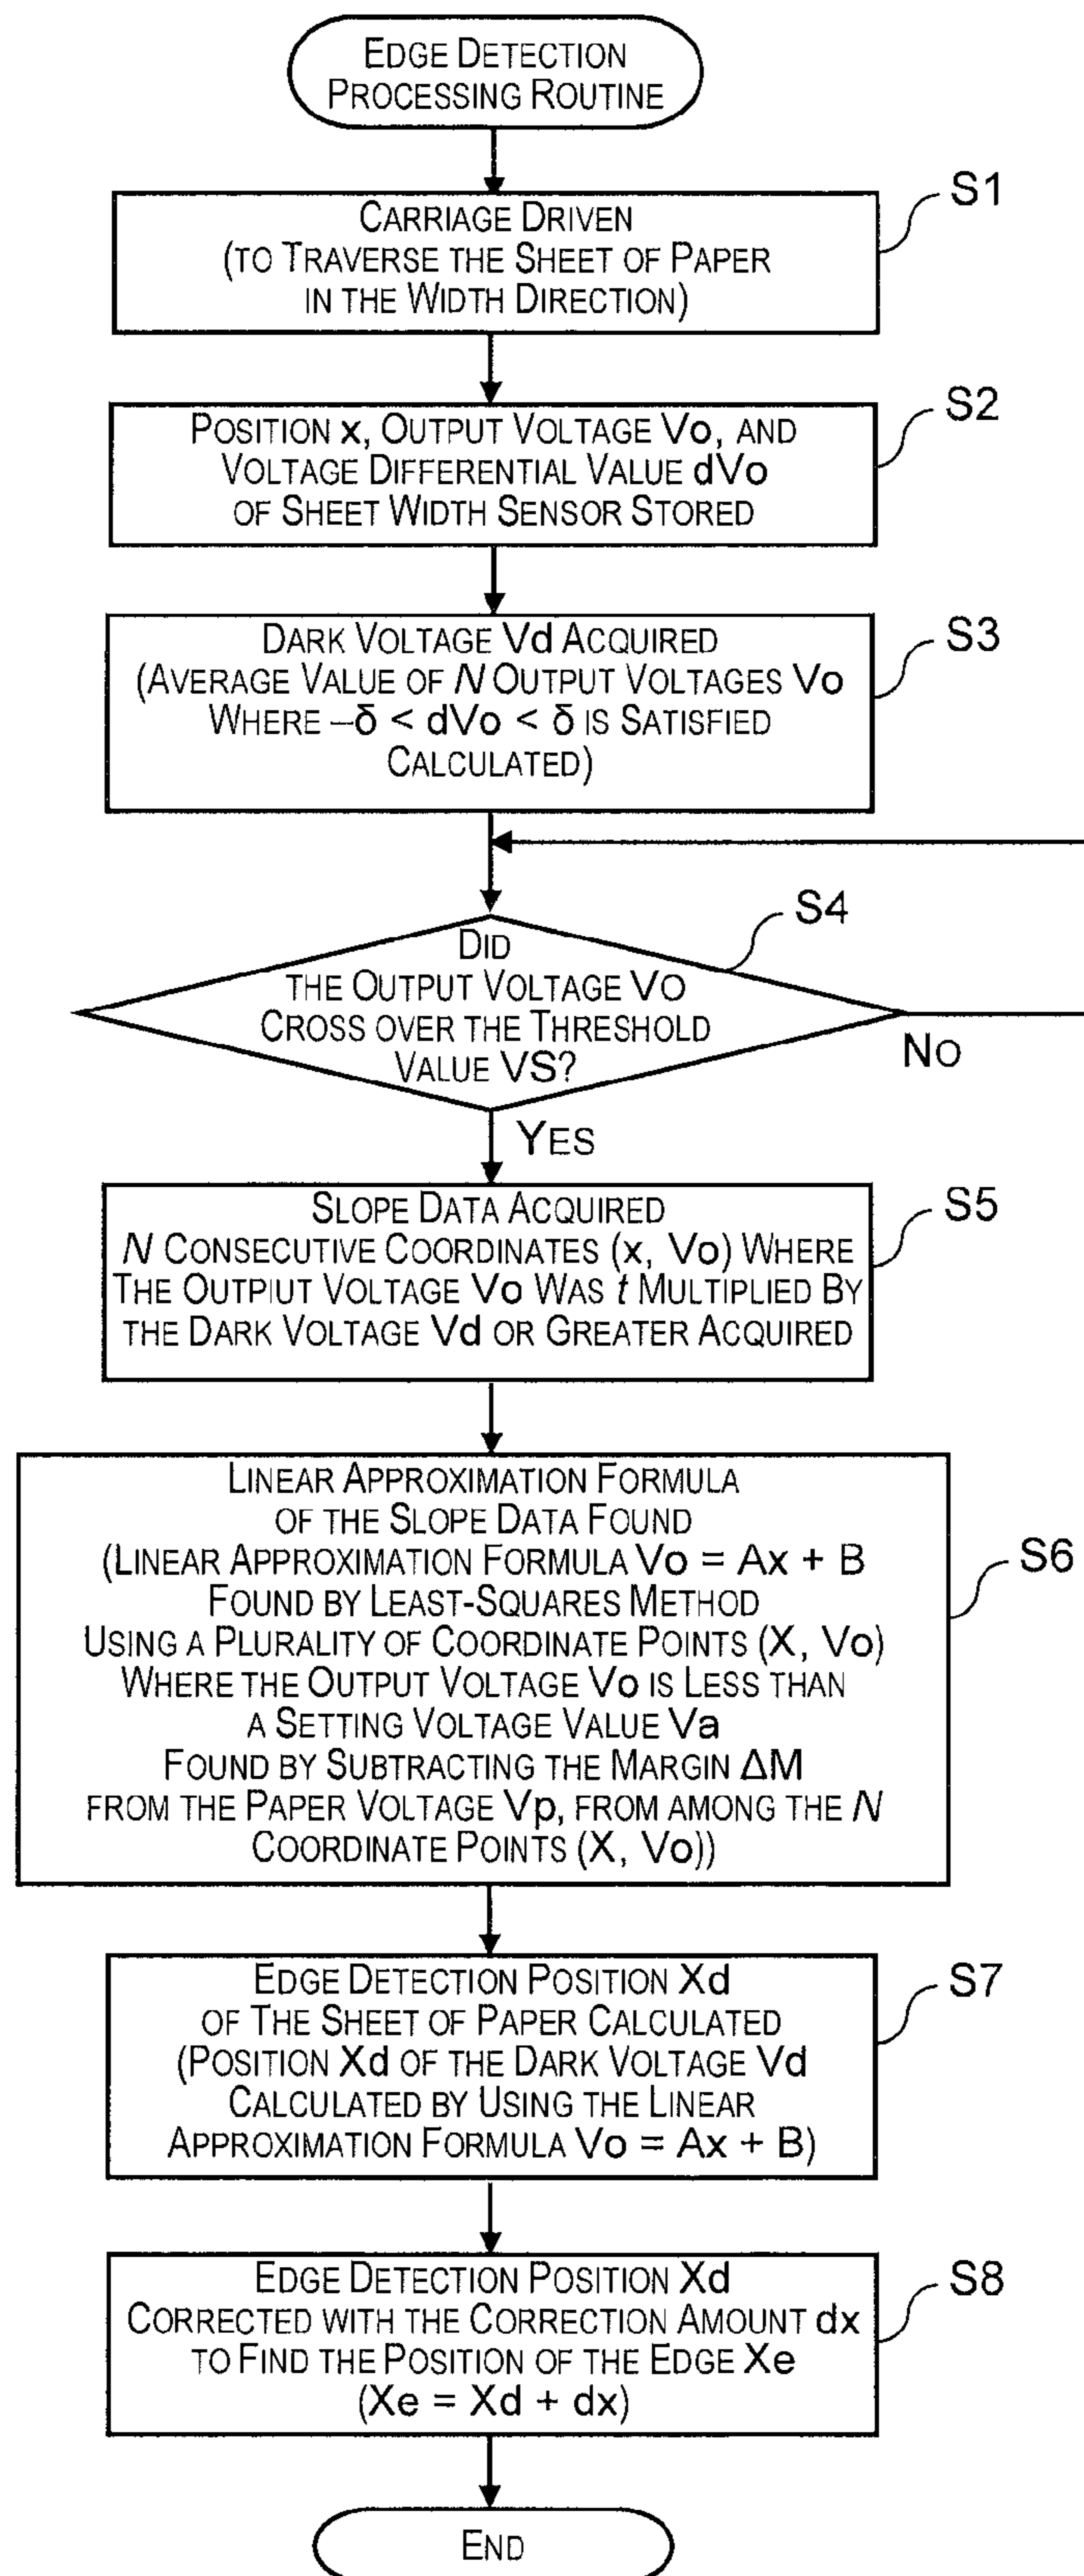 EDGE DETECTION
PROCESSING ROUTINE
S1
CARRIAGE DRIVEN
(TO TRAVERSE THE SHEET OF PAPER
IN THE WIDTH DIRECTION)
S2
POSITION x, OUTPUT VOLTAGE Vo, AND
VOLTAGE DIFFERENTIAL VALUE dVo
OF SHEET WIDTH SENSOR STORED
S3
DARK VOLTAGE Vd ACQUIRED
(AVERAGE VALUE OF N OUTPUT VOLTAGES Vo
WHERE –δ < dVo < δ IS SATISFIED
CALCULATED)
S4
DID
THE OUTPUT VOLTAGE VO
CROSS OVER THE THRESHOLD
VALUE VS?
NO
YES
S5
SLOPE DATA ACQUIRED
N CONSECUTIVE COORDINATES (x, Vo) WHERE
THE OUTPIUT VOLTAGE Vo WAS t MULTIPLIED BY
THE DARK VOLTAGE Vd OR GREATER ACQUIRED
S6
LINEAR APPROXIMATION FORMULA
OF THE SLOPE DATA FOUND
(LINEAR APPROXIMATION FORMULA Vo = Ax + B
FOUND BY LEAST-SQUARES METHOD
USING A PLURALITY OF COORDINATE POINTS (X, Vo)
WHERE THE OUTPUT VOLTAGE Vo IS LESS THAN
A SETTING VOLTAGE VALUE Va
FOUND BY SUBTRACTING THE MARGIN ΔM
FROM THE PAPER VOLTAGE Vp, FROM AMONG THE N
COORDINATE POINTS (X, Vo))
S7
EDGE DETECTION POSITION Xd
OF THE SHEET OF PAPER CALCULATED
(POSITION Xd OF THE DARK VOLTAGE Vd
CALCULATED BY USING THE LINEAR
APPROXIMATION FORMULA Vo = Ax + B)
S8
EDGE DETECTION POSITION Xd
CORRECTED WITH THE CORRECTION AMOUNT dx
TO FIND THE POSITION OF THE EDGE Xe
(Xe = Xd + dx)
END